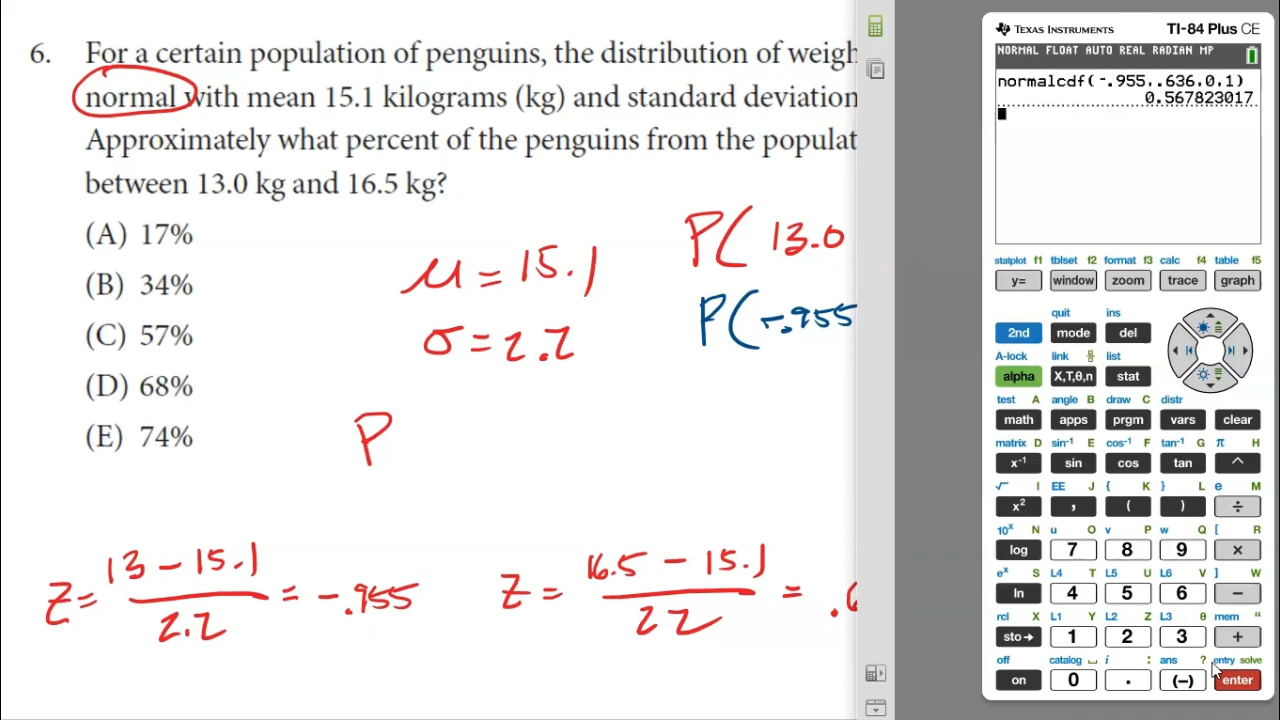 6. For a certain population of penguins, the distribution of weigh
normal with mean 15.1 kilograms (kg) and standard deviation
Approximately what percent of the penguins from the populat
between 13.0 kg and 16.5 kg?
(A) 17%
(B) 34%
(C) 57%
(D) 68%
(E) 74%
μ = 15.1
σ = 2.2
P
P( 13.0
P(-.955
Z = 13 - 15.1 / 2.2 = -.955
Z = 16.5 - 15.1 / 22 = .6
TEXAS INSTRUMENTS TI-84 Plus CE
NORMAL FLOAT AUTO REAL RADIAN MP
normalcdf(-.955,.636,0,1)
0.567823017
statplot f1 tblset f2 format f3 calc f4 table f5
y= window zoom trace graph
quit ins
2nd mode del
A-lock link list
alpha X,T,θ,n stat
test A angle B draw C distr
math apps prgm vars clear
matrix D sin⁻¹ E cos⁻¹ F tan⁻¹ G π H
x⁻¹ sin cos tan ^
√ I EE J { K } L e M
x² , ( ) ÷
10ˣ N u O v P w Q [ R
log 7 8 9 ×
eˣ S L4 T L5 U L6 V ] W
ln 4 5 6 −
rcl X L1 Y L2 Z L3 θ mem "
sto→ 1 2 3 +
off catalog ⎵ i : ans ? entry solve
on 0 . (−) enter